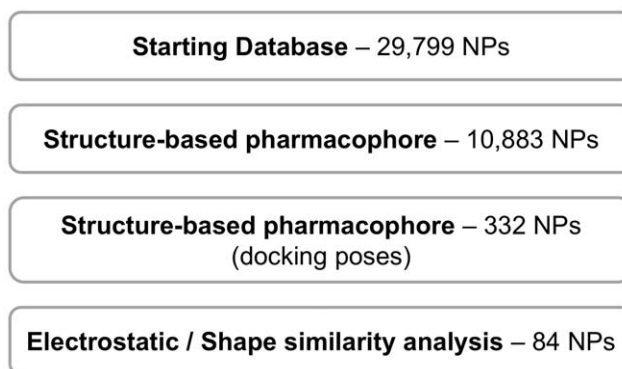 Starting Database – 29,799 NPs
Structure-based pharmacophore – 10,883 NPs
Structure-based pharmacophore – 332 NPs
(docking poses)
Electrostatic / Shape similarity analysis – 84 NPs